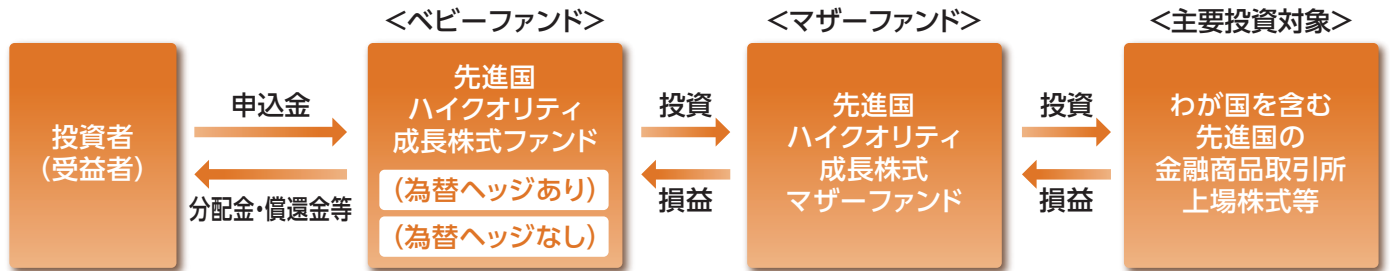 <ベビーファンド>
<マザーファンド>
<主要投資対象>
投資者
(受益者)
申込金
分配金・償還金等
先進国
ハイクオリティ
成長株式ファンド
(為替ヘッジあり)
(為替ヘッジなし)
投資
損益
先進国
ハイクオリティ
成長株式
マザーファンド
投資
損益
わが国を含む
先進国の
金融商品取引所
上場株式等